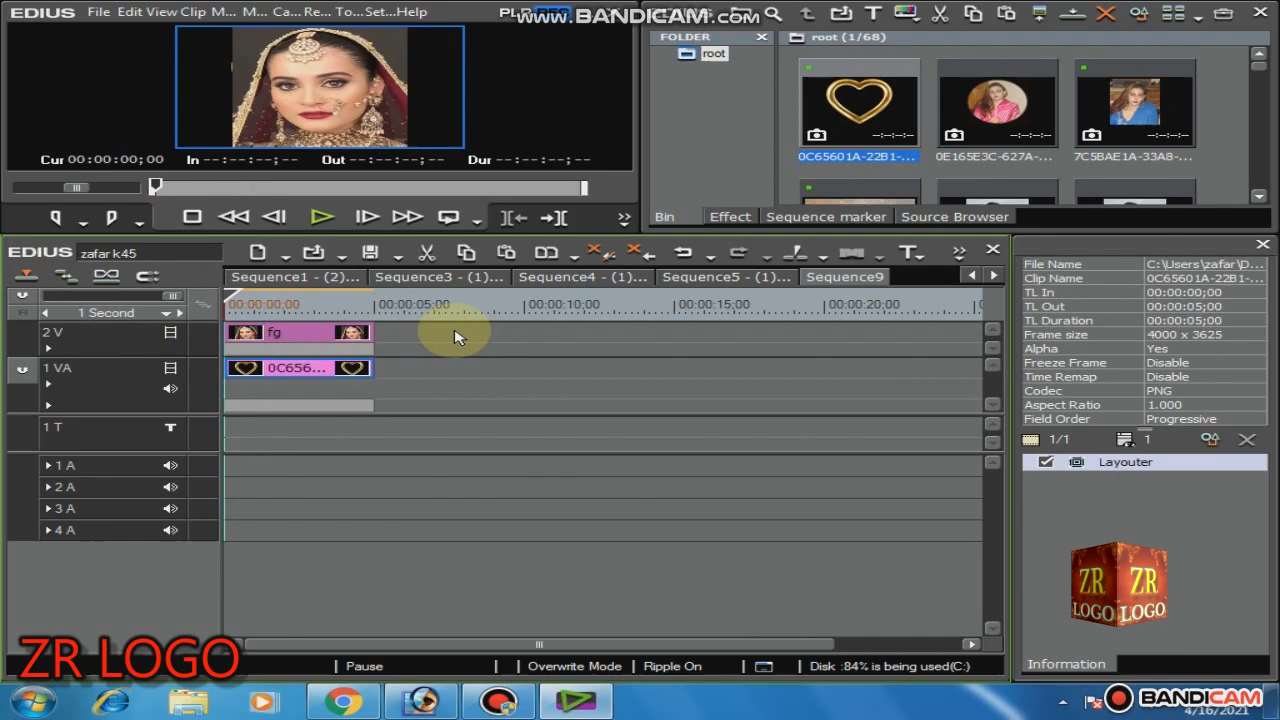 EDIUS File Edit View Clip M... M... Ca... Re... To... Set... Help PLR REC
www.BANDICAM.com
Cur 00:00:00;00 In --:--:--;-- Out --:--:--;-- Dur --:--:--;--
FOLDER
root
root (1/68)
0C65601A-22B1-...
0E165E3C-627A-...
7C5BAE1A-33A8-...
Bin Effect Sequence marker Source Browser
EDIUS zafar k45
Sequence1 - (2)... Sequence3 - (1)... Sequence4 - (1)... Sequence5 - (1)... Sequence9
1 Second
00:00:00;00 00:00:05;00 00:00:10;00 00:00:15;00 00:00:20;00
2 V
fg
1 VA
0C656...
1 T
1 A
2 A
3 A
4 A
File Name C:\Users\zafar\D...
Clip Name 0C65601A-22B1-...
TL In 00:00:00;00
TL Out 00:00:05;00
TL Duration 00:00:05;00
Frame size 4000 x 3625
Alpha Yes
Freeze Frame Disable
Time Remap Disable
Codec PNG
Aspect Ratio 1.000
Field Order Progressive
1/1 1
Layouter
ZR ZR
LOGO LOGO
Information
ZR LOGO
Pause Overwrite Mode Ripple On Disk :84% is being used(C:)
BANDICAM
4/16/2021